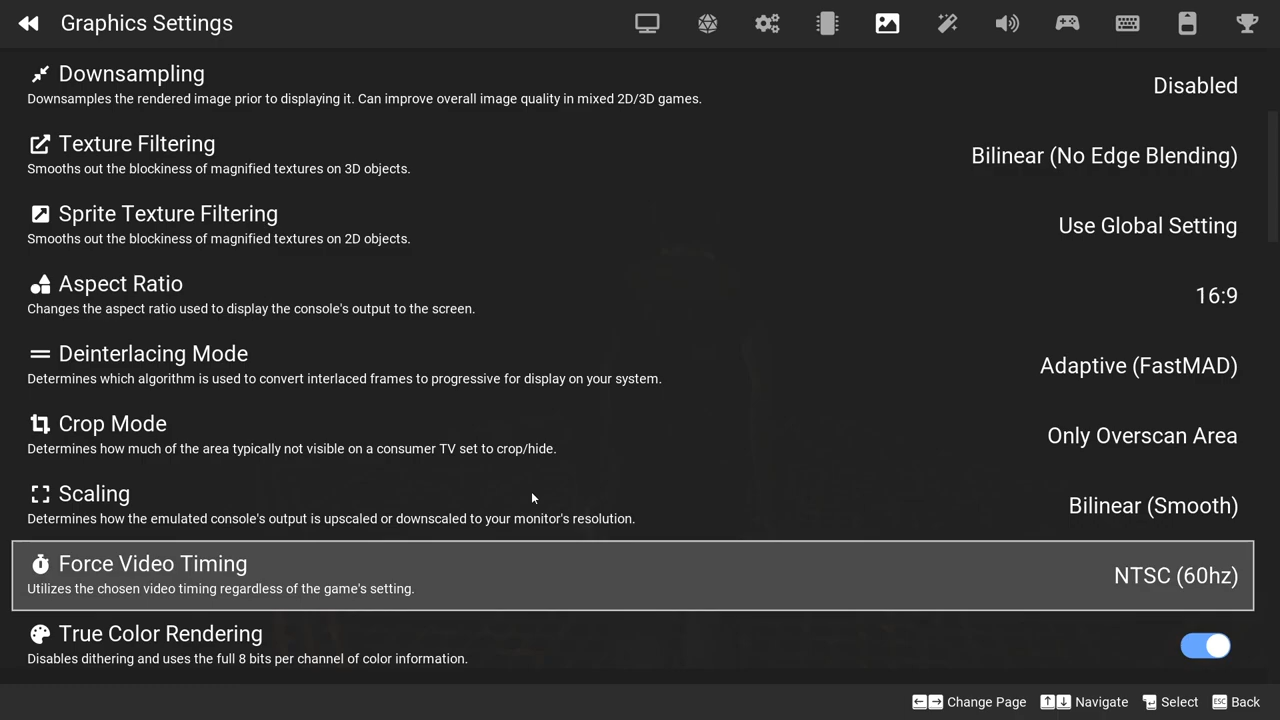 Graphics Settings
Downsampling
Downsamples the rendered image prior to displaying it. Can improve overall image quality in mixed 2D/3D games.
Disabled
Texture Filtering
Smooths out the blockiness of magnified textures on 3D objects.
Bilinear (No Edge Blending)
Sprite Texture Filtering
Smooths out the blockiness of magnified textures on 2D objects.
Use Global Setting
Aspect Ratio
Changes the aspect ratio used to display the console's output to the screen.
16:9
Deinterlacing Mode
Determines which algorithm is used to convert interlaced frames to progressive for display on your system.
Adaptive (FastMAD)
Crop Mode
Determines how much of the area typically not visible on a consumer TV set to crop/hide.
Only Overscan Area
Scaling
Determines how the emulated console's output is upscaled or downscaled to your monitor's resolution.
Bilinear (Smooth)
Force Video Timing
Utilizes the chosen video timing regardless of the game's setting.
NTSC (60hz)
True Color Rendering
Disables dithering and uses the full 8 bits per channel of color information.
Change Page Navigate Select ESC Back